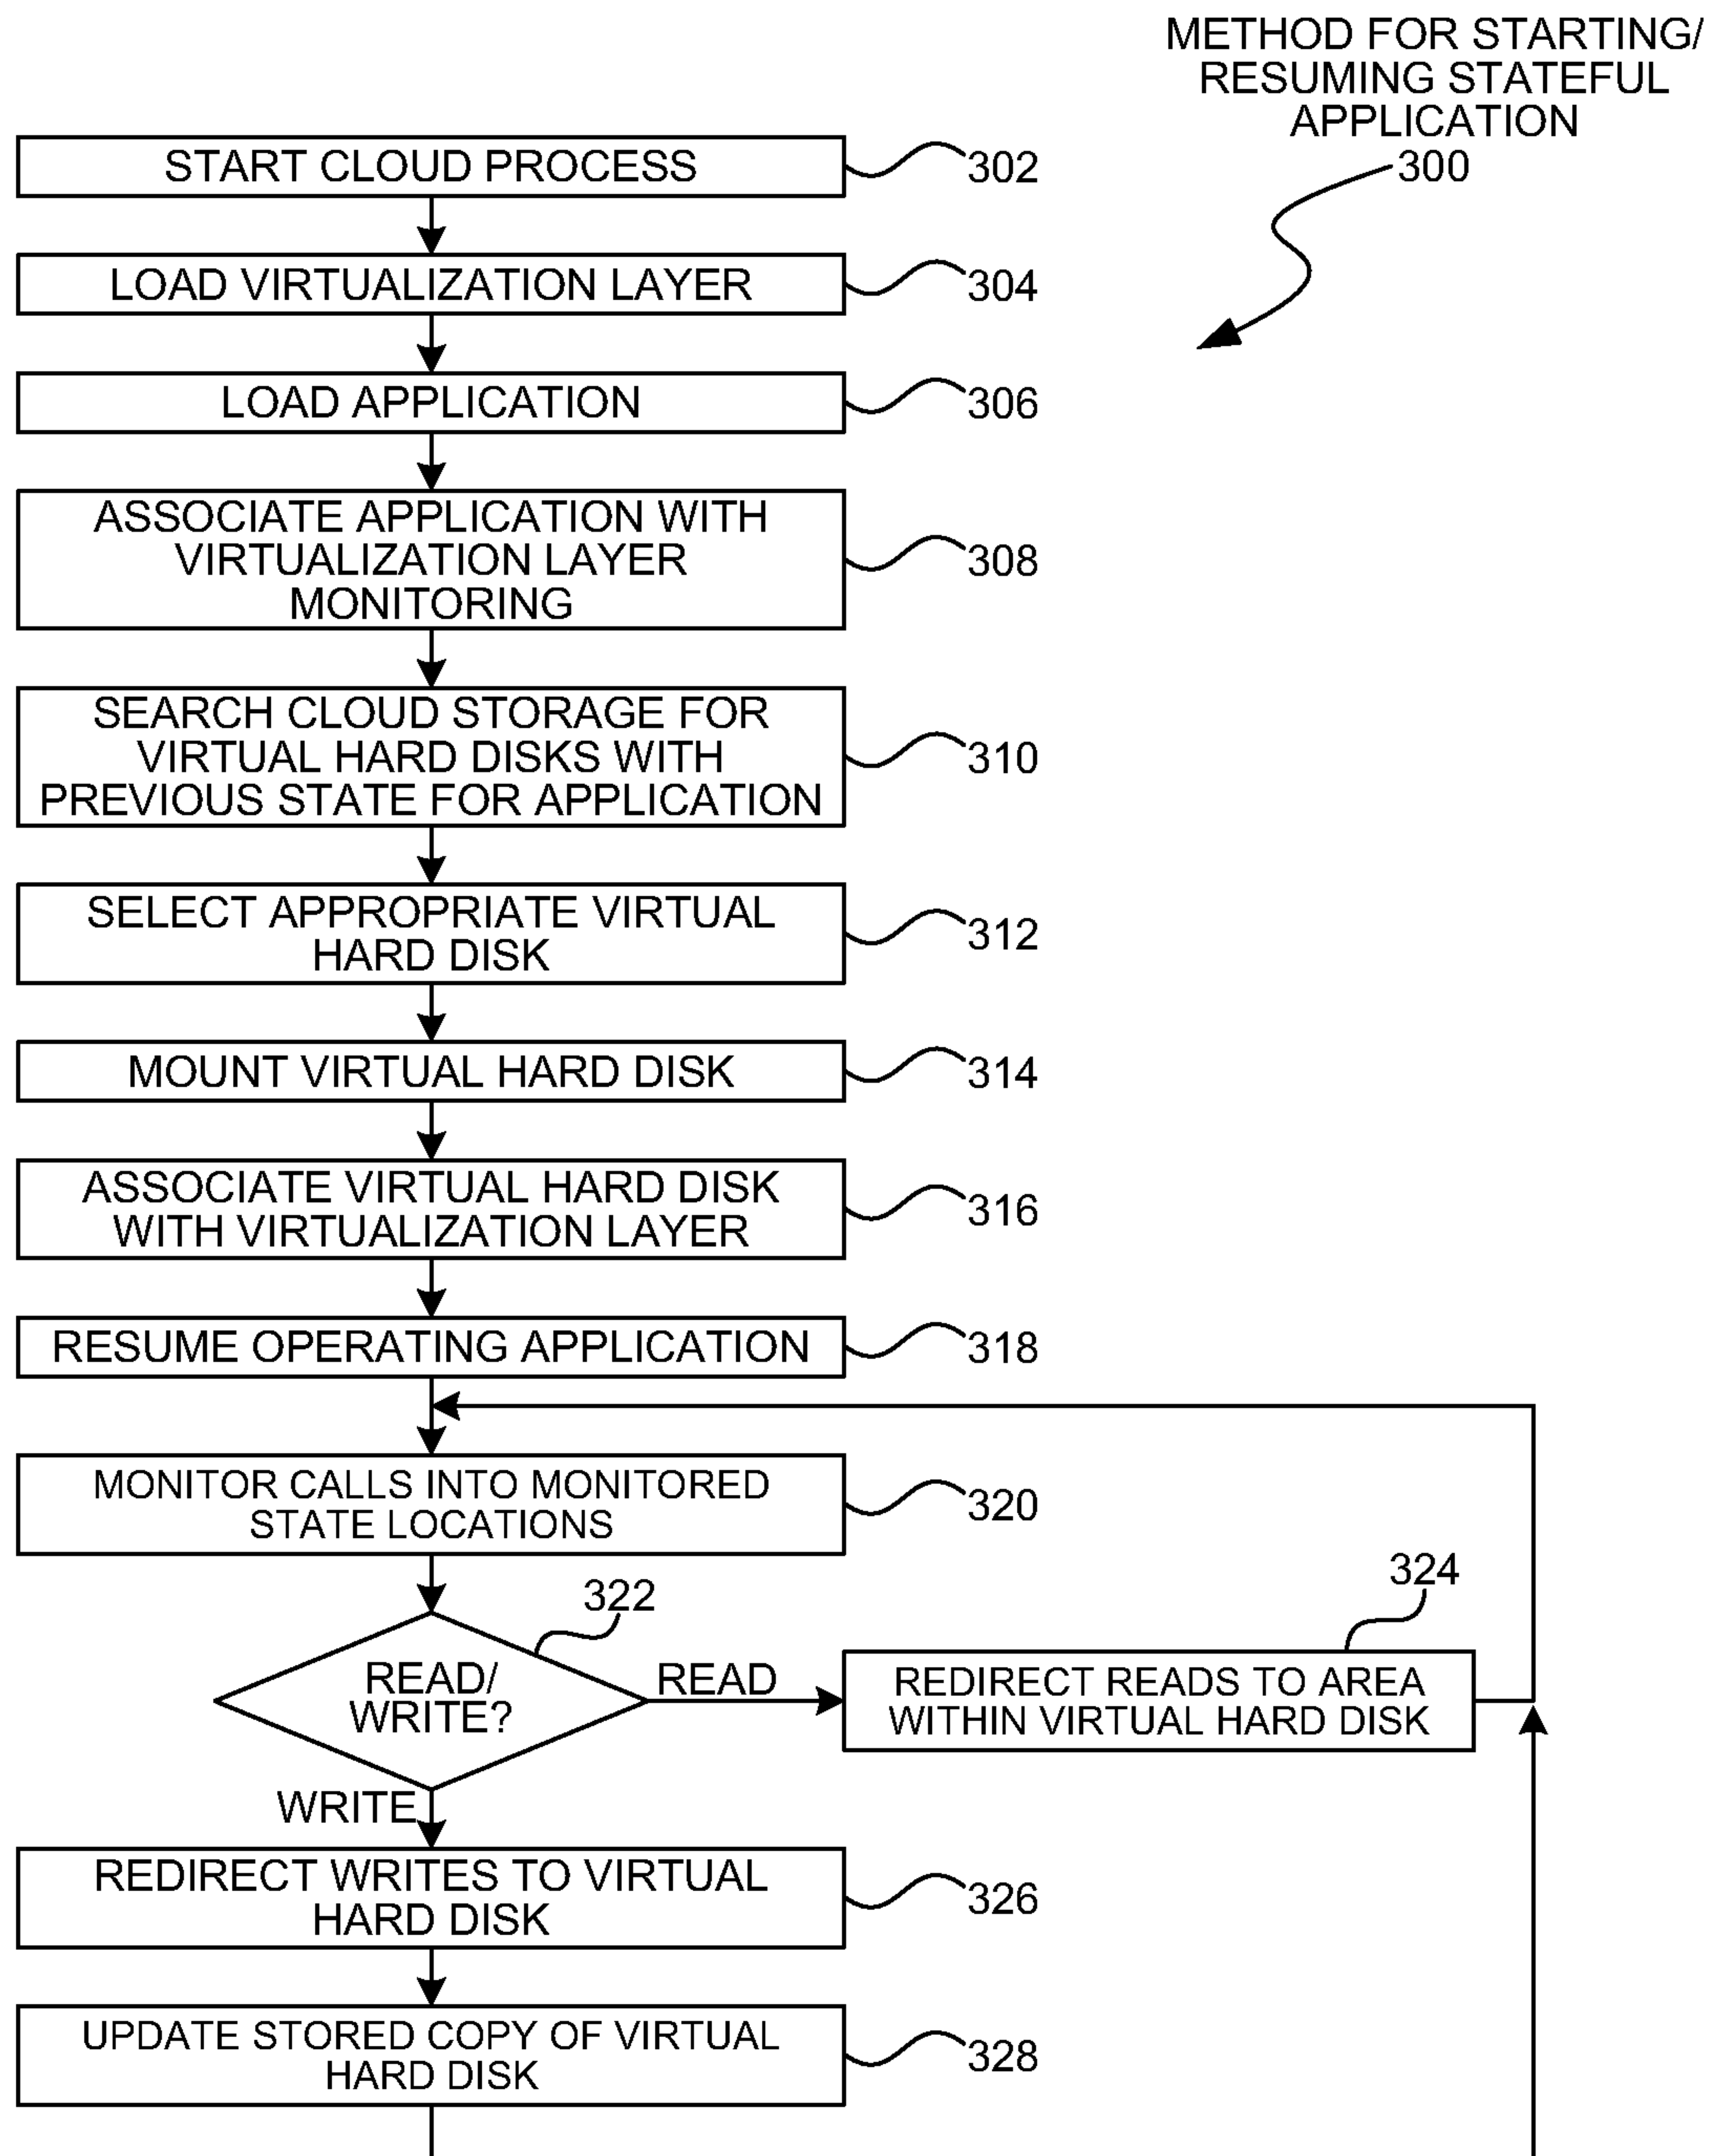 METHOD FOR STARTING/
RESUMING STATEFUL
APPLICATION
300
START CLOUD PROCESS
302
LOAD VIRTUALIZATION LAYER
304
LOAD APPLICATION
306
ASSOCIATE APPLICATION WITH
VIRTUALIZATION LAYER
MONITORING
308
SEARCH CLOUD STORAGE FOR
VIRTUAL HARD DISKS WITH
PREVIOUS STATE FOR APPLICATION
310
SELECT APPROPRIATE VIRTUAL
HARD DISK
312
MOUNT VIRTUAL HARD DISK
314
ASSOCIATE VIRTUAL HARD DISK
WITH VIRTUALIZATION LAYER
316
RESUME OPERATING APPLICATION
318
MONITOR CALLS INTO MONITORED
STATE LOCATIONS
320
322
READ/
WRITE?
READ
324
REDIRECT READS TO AREA
WITHIN VIRTUAL HARD DISK
WRITE
REDIRECT WRITES TO VIRTUAL
HARD DISK
326
UPDATE STORED COPY OF VIRTUAL
HARD DISK
328